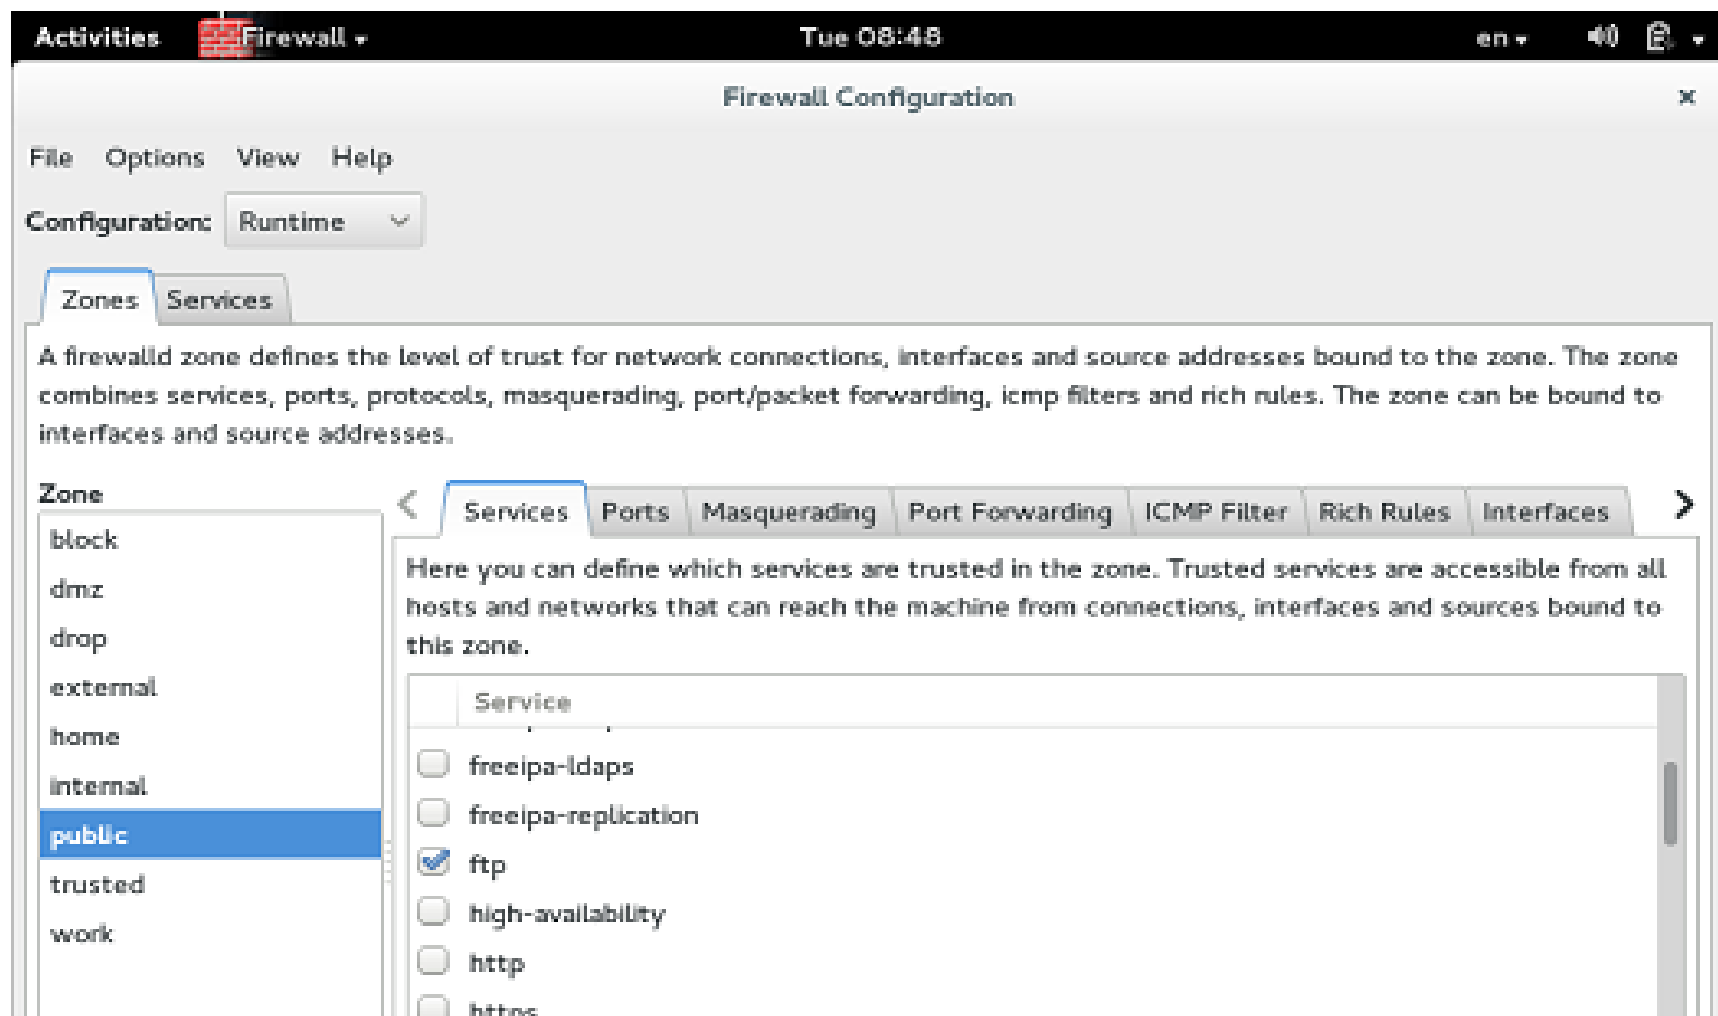 Activities Firewall Tue 08:48 en
Firewall Configuration
File Options View Help
Configuration: Runtime
Zones Services
A firewalld zone defines the level of trust for network connections, interfaces and source addresses bound to the zone. The zone
combines services, ports, protocols, masquerading, port/packet forwarding, icmp filters and rich rules. The zone can be bound to
interfaces and source addresses.
Zone
block
dmz
drop
external
home
internal
public
trusted
work
Services Ports Masquerading Port Forwarding ICMP Filter Rich Rules Interfaces
Here you can define which services are trusted in the zone. Trusted services are accessible from all
hosts and networks that can reach the machine from connections, interfaces and sources bound to
this zone.
Service
freeipa-ldaps
freeipa-replication
ftp
high-availability
http
https